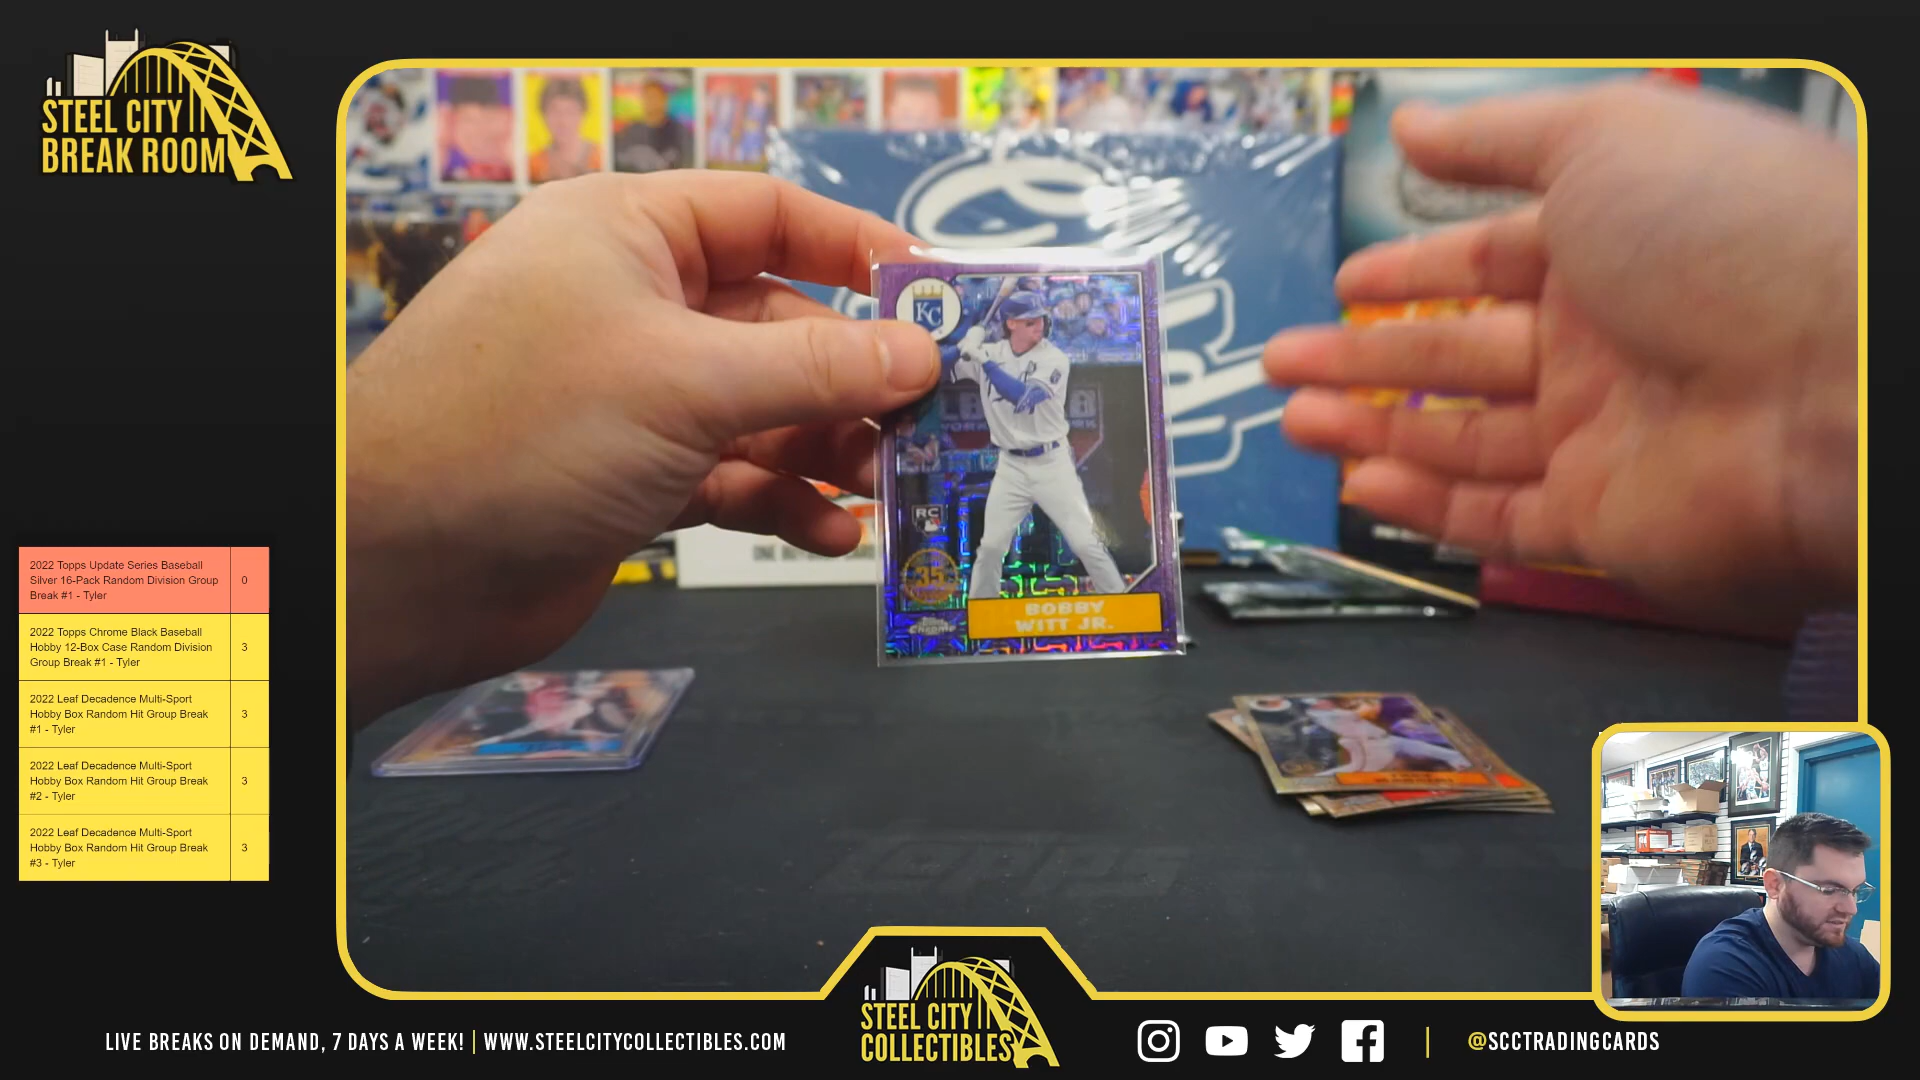 STEEL CITY
BREAK ROOM
KC
RC
35
Topps
Chrome
BOBBY
WITT JR.
2022 Topps Update Series Baseball
Silver 16-Pack Random Division Group
Break #1 - Tyler
0
2022 Topps Chrome Black Baseball
Hobby 12-Box Case Random Division
Group Break #1 - Tyler
3
2022 Leaf Decadence Multi-Sport
Hobby Box Random Hit Group Break
#1 - Tyler
3
2022 Leaf Decadence Multi-Sport
Hobby Box Random Hit Group Break
#2 - Tyler
3
2022 Leaf Decadence Multi-Sport
Hobby Box Random Hit Group Break
#3 - Tyler
3
STEEL CITY
COLLECTIBLES
LIVE BREAKS ON DEMAND, 7 DAYS A WEEK! | WWW.STEELCITYCOLLECTIBLES.COM
| @SCCTRADINGCARDS